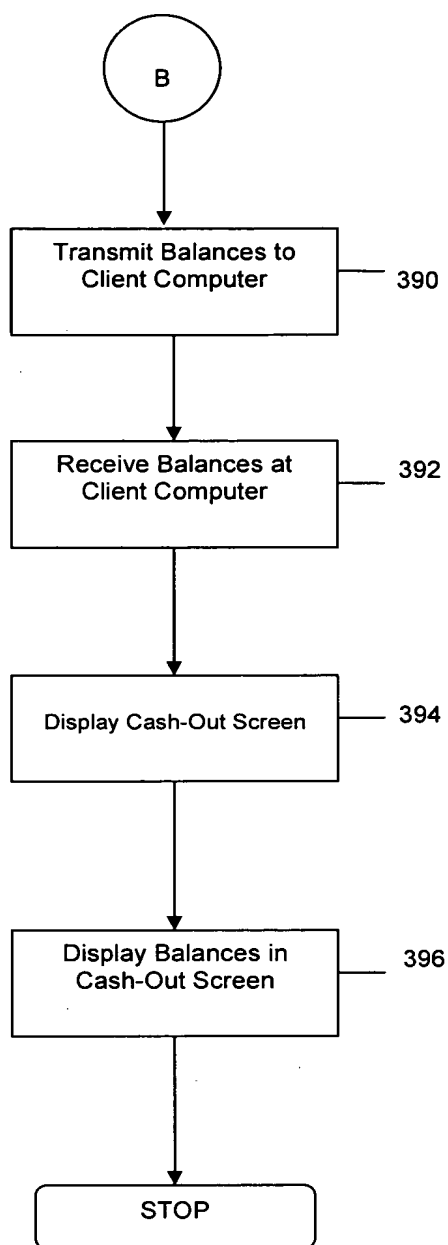 B
Transmit Balances to
Client Computer
390
Receive Balances at
Client Computer
392
Display Cash-Out Screen
394
Display Balances in
Cash-Out Screen
396
STOP